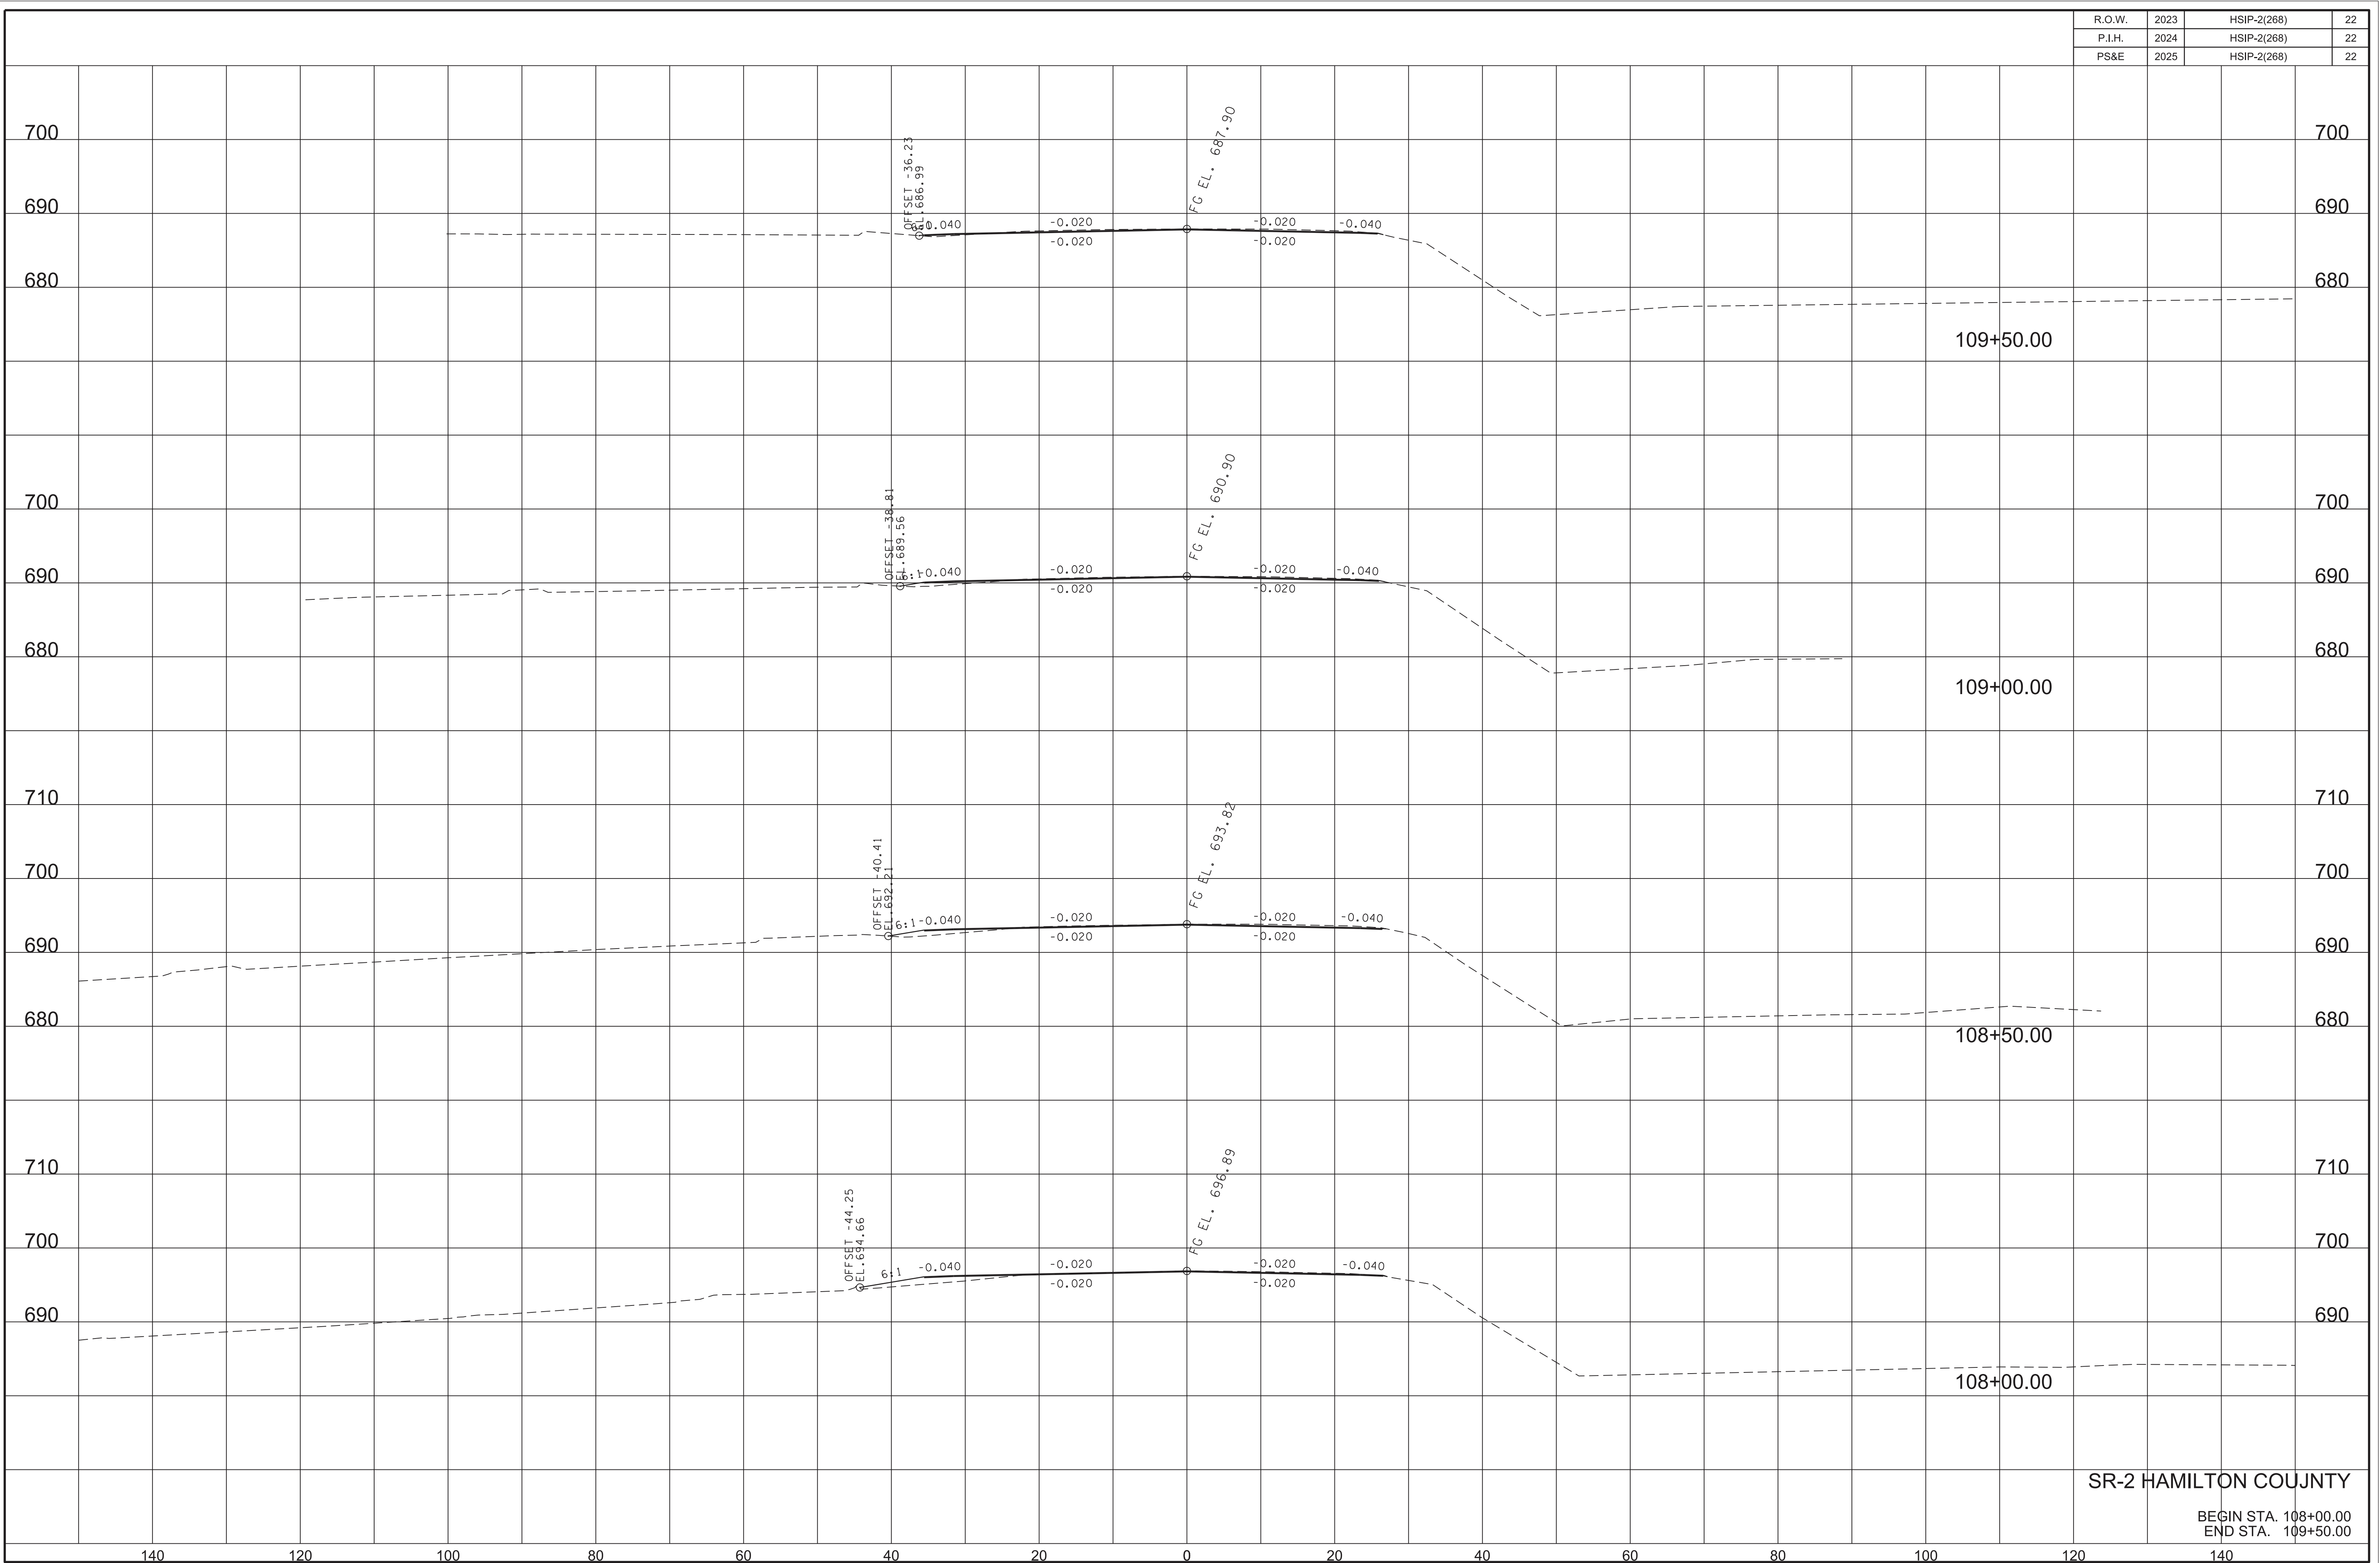 R.O.W. 2023 HSIP-2(268) 22
P.I.H. 2024 HSIP-2(268) 22
PS&E 2025 HSIP-2(268) 22
700 700
690 690
680 680
OFFSET -36.23
EL.686.99
6:1
-0.040
-0.020
-0.020
FG EL. 687.90
-0.020
-0.020
-0.040
109+50.00
700 700
690 690
680 680
OFFSET -38.81
EL.689.56
6:1
-0.040
-0.020
-0.020
FG EL. 690.90
-0.020
-0.020
-0.040
109+00.00
710 710
700 700
690 690
680 680
OFFSET -40.41
EL.692.21
6:1
-0.040
-0.020
-0.020
FG EL. 693.82
-0.020
-0.020
-0.040
108+50.00
710 710
700 700
690 690
OFFSET -44.25
EL.694.66
6:1
-0.040
-0.020
-0.020
FG EL. 696.89
-0.020
-0.020
-0.040
108+00.00
SR-2 HAMILTON COUJNTY
BEGIN STA. 108+00.00
END STA. 109+50.00
140 120 100 80 60 40 20 0 20 40 60 80 100 120 140